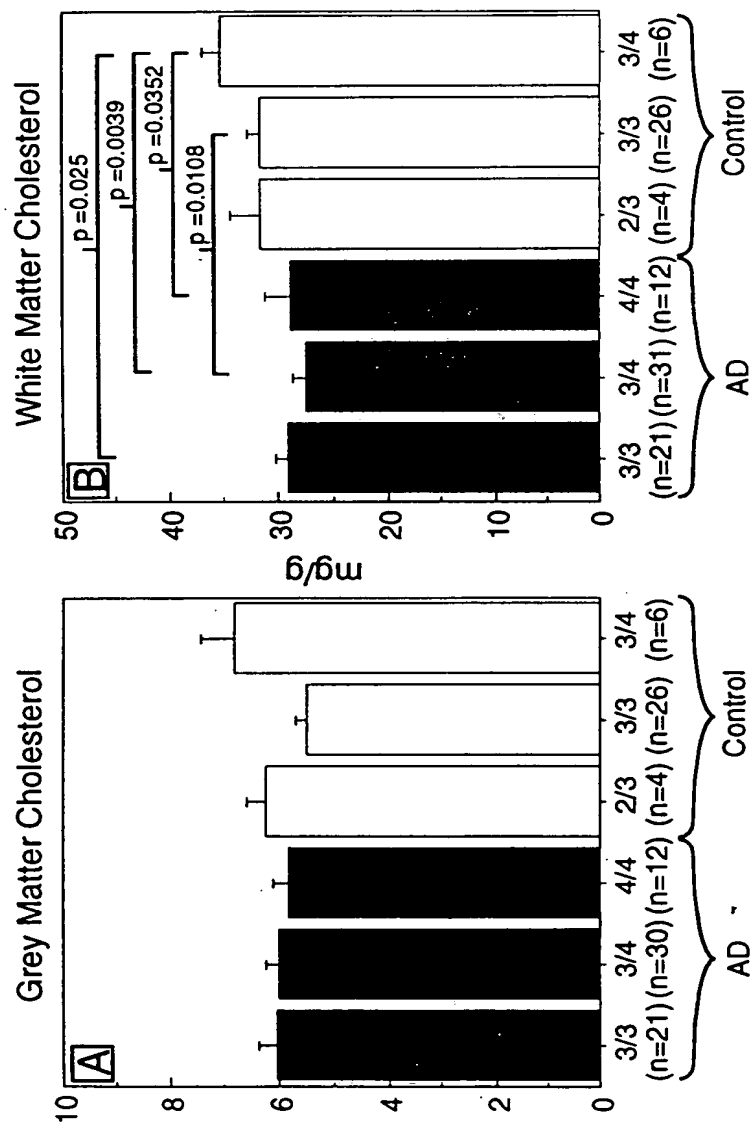 Grey Matter Cholesterol
A
10
8
6
4
2
0
3/3 3/4 4/4 2/3 3/3 3/4
(n=21) (n=30) (n=12) (n=4) (n=26) (n=6)
AD Control
White Matter Cholesterol
B
p =0.025
p =0.0039
p =0.0352
p =0.0108
mg/g
50
40
30
20
10
0
3/3 3/4 4/4 2/3 3/3 3/4
(n=21) (n=31) (n=12) (n=4) (n=26) (n=6)
AD Control